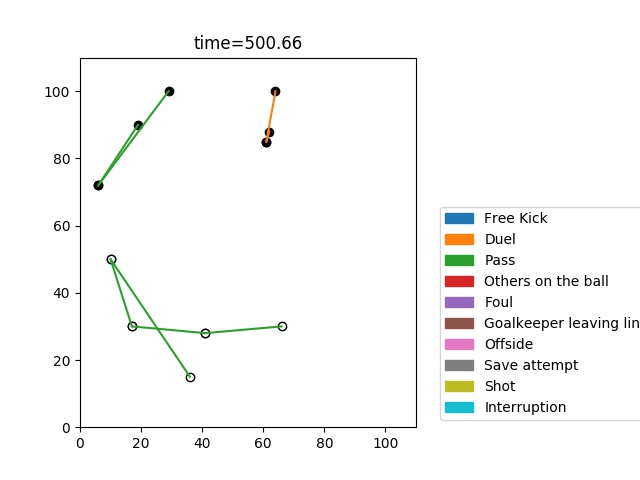 time=500.66
100
80
60
40
20
0
0 20 40 60 80 100
Free Kick
Duel
Pass
Others on the ball
Foul
Goalkeeper leaving lin
Offside
Save attempt
Shot
Interruption